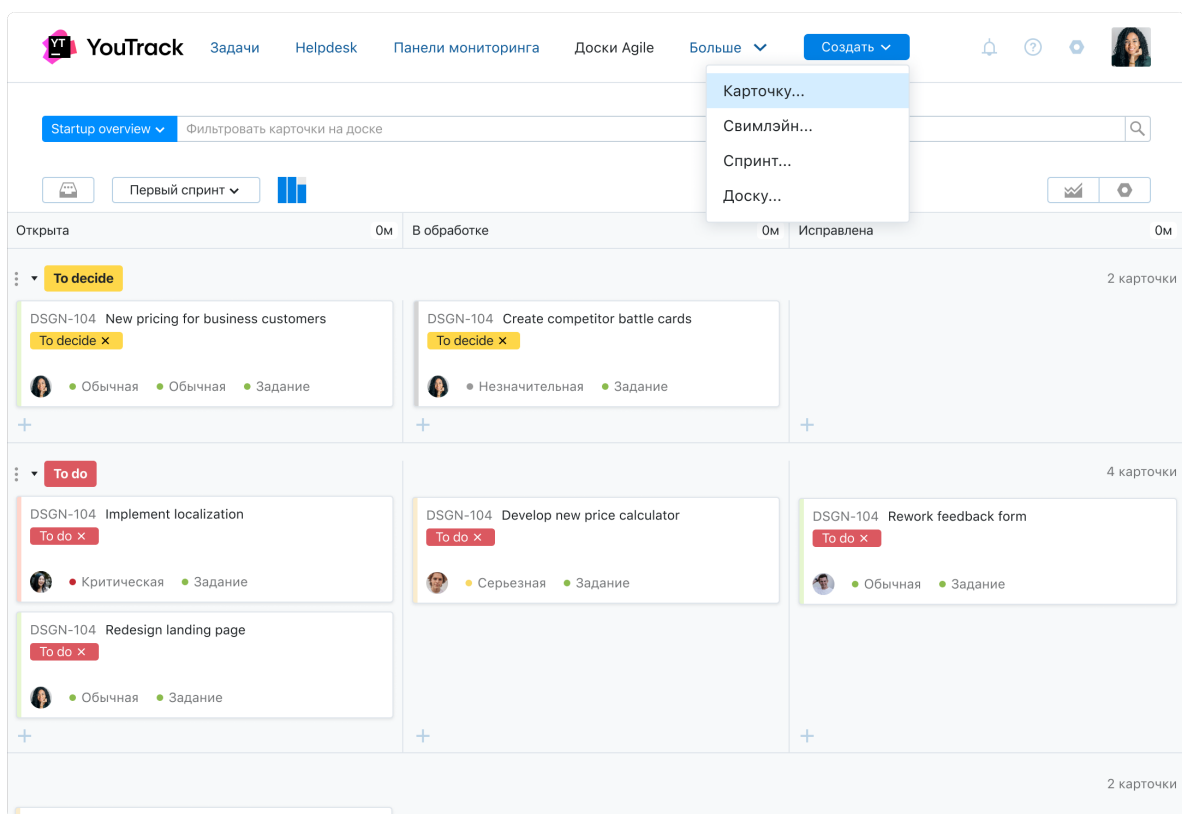 YT YouTrack Задачи Helpdesk Панели мониторинга Доски Agile Больше Создать
Карточку...
Свимлэйн...
Спринт...
Доску...
Startup overview Фильтровать карточки на доске
Первый спринт
Открыта 0м В обработке 0м Исправлена 0м
To decide 2 карточки
DSGN-104 New pricing for business customers
To decide ×
Обычная Обычная Задание
DSGN-104 Create competitor battle cards
To decide ×
Незначительная Задание
To do 4 карточки
DSGN-104 Implement localization
To do ×
Критическая Задание
DSGN-104 Develop new price calculator
To do ×
Серьезная Задание
DSGN-104 Rework feedback form
To do ×
Обычная Задание
DSGN-104 Redesign landing page
To do ×
Обычная Задание
2 карточки